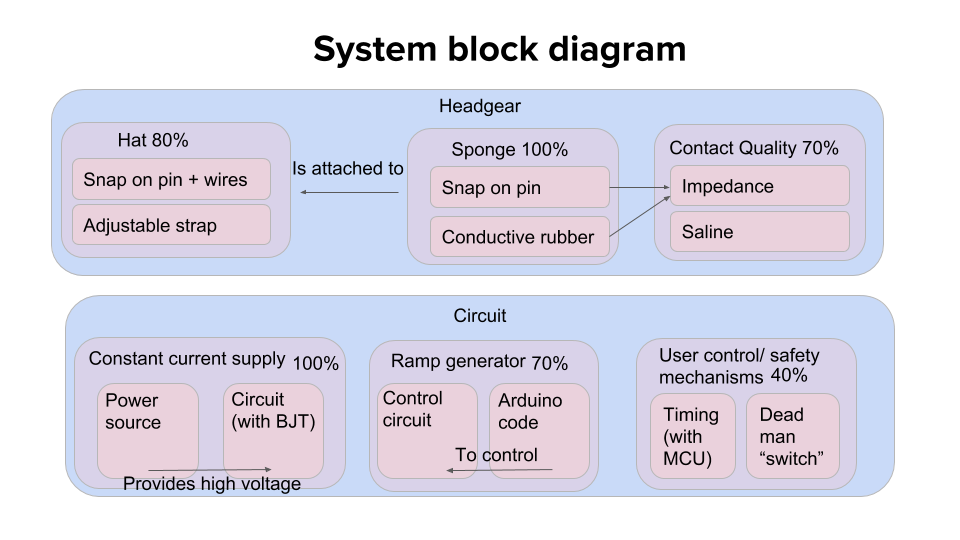 System block diagram
Headgear
Hat 80%
Snap on pin + wires
Adjustable strap
Is attached to
Sponge 100%
Snap on pin
Conductive rubber
Contact Quality 70%
Impedance
Saline
Circuit
Constant current supply 100%
Power
source
Circuit
(with BJT)
Provides high voltage
Ramp generator 70%
Control
circuit
Arduino
code
To control
User control/ safety
mechanisms 40%
Timing
(with
MCU)
Dead
man
“switch”